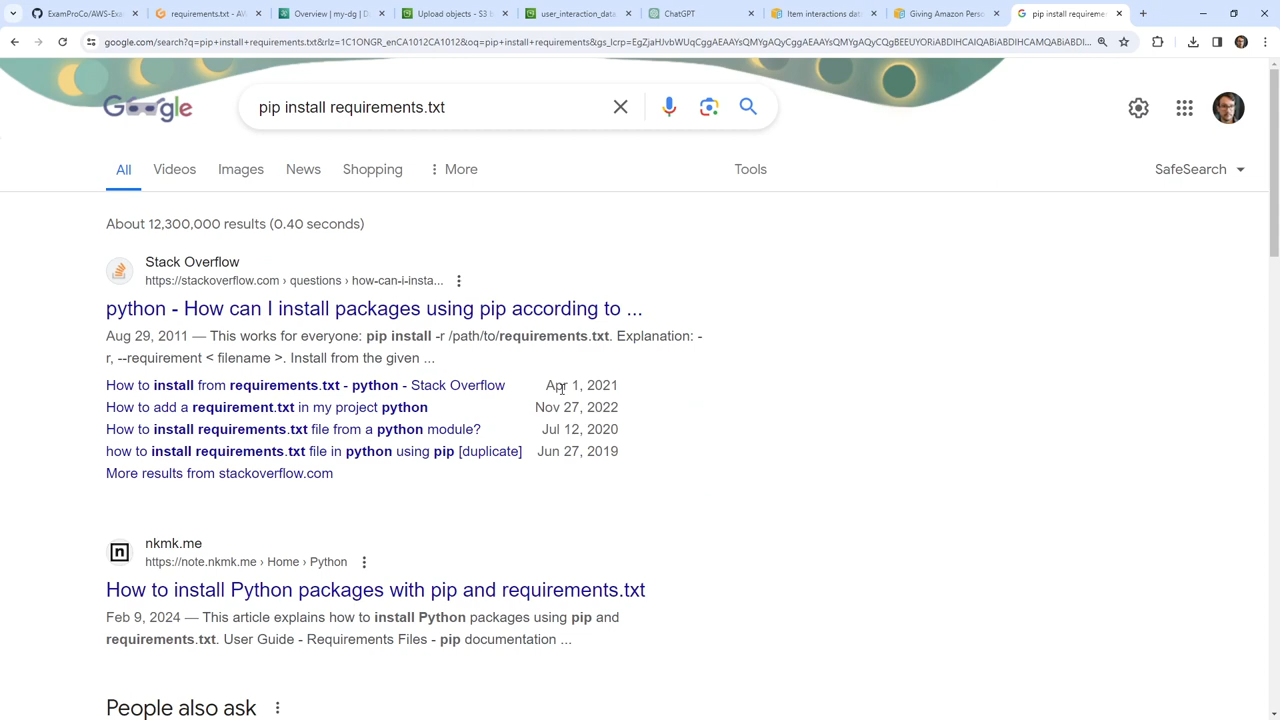 ExamProCo/AWS-Ex
requirements.txt - AW
Overview | my-dg | D
Upload objects - S3 b
user_interaction_data
ChatGPT
Item interactions dat
Giving Amazon Perso
pip install requiremen
google.com/search?q=pip+install+requirements.txt&rlz=1C1ONGR_enCA1012CA1012&oq=pip+install+requirements&gs_lcrp=EgZjaHJvbWUqCggAEAAYsQMYgAQyCggAEAAYsQMYgAQyCQgBEEUYORiABDIHCAIQABiABDIHCAMQABiABDI...
Google
pip install requirements.txt
All
Videos
Images
News
Shopping
More
Tools
SafeSearch
About 12,300,000 results (0.40 seconds)
Stack Overflow
https://stackoverflow.com › questions › how-can-i-insta...
python - How can I install packages using pip according to ...
Aug 29, 2011 — This works for everyone: pip install -r /path/to/requirements.txt. Explanation: -
r, --requirement < filename >. Install from the given ...
How to install from requirements.txt - python - Stack Overflow Apr 1, 2021
How to add a requirement.txt in my project python Nov 27, 2022
How to install requirements.txt file from a python module? Jul 12, 2020
how to install requirements.txt file in python using pip [duplicate] Jun 27, 2019
More results from stackoverflow.com
n
nkmk.me
https://note.nkmk.me › Home › Python
How to install Python packages with pip and requirements.txt
Feb 9, 2024 — This article explains how to install Python packages using pip and
requirements.txt. User Guide - Requirements Files - pip documentation ...
People also ask